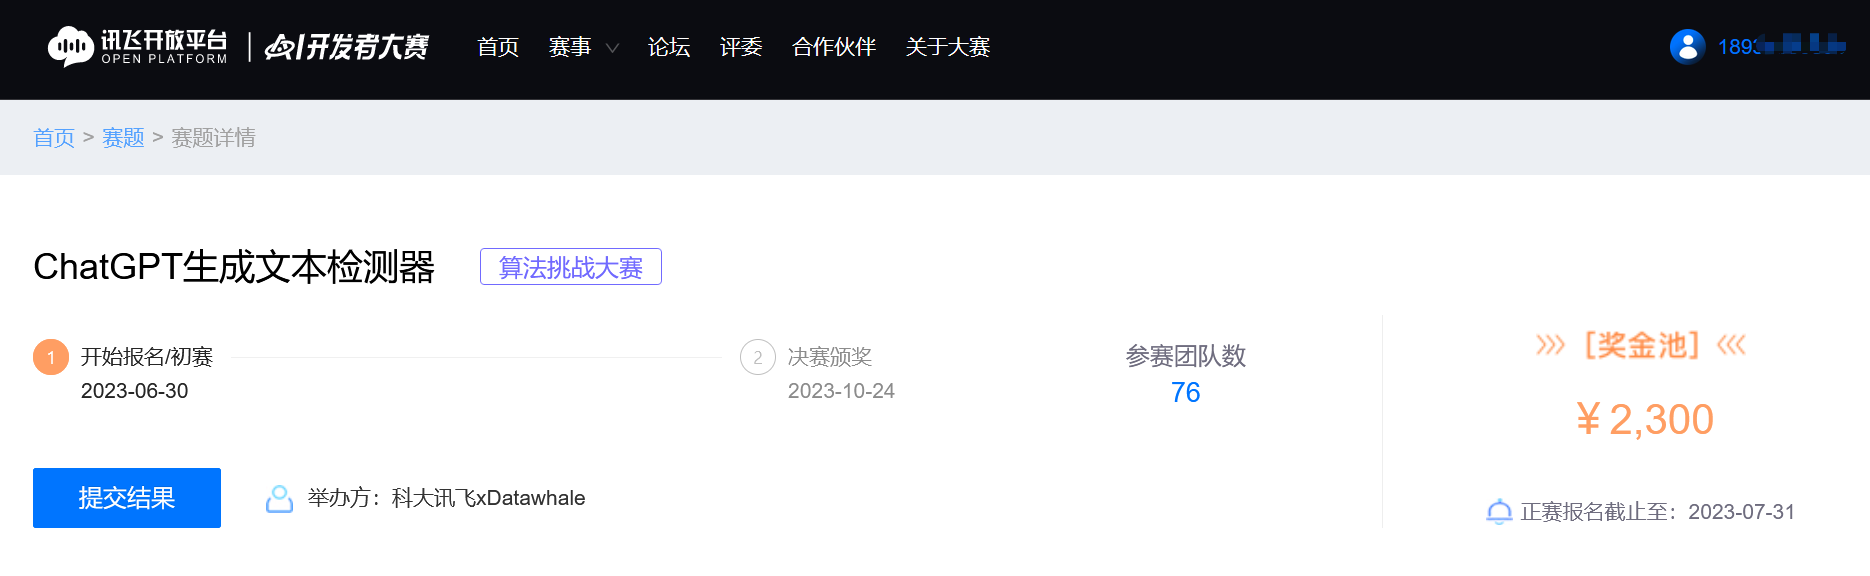 讯飞开放平台 OPEN PLATFORM AI开发者大赛 首页 赛事 论坛 评委 合作伙伴 关于大赛 1893
首页 > 赛题 > 赛题详情
ChatGPT生成文本检测器 算法挑战大赛
1 开始报名/初赛
2023-06-30
2 决赛颁奖
2023-10-24
参赛团队数
76
[奖金池]
¥2,300
提交结果
举办方：科大讯飞xDatawhale
正赛报名截止至：2023-07-31